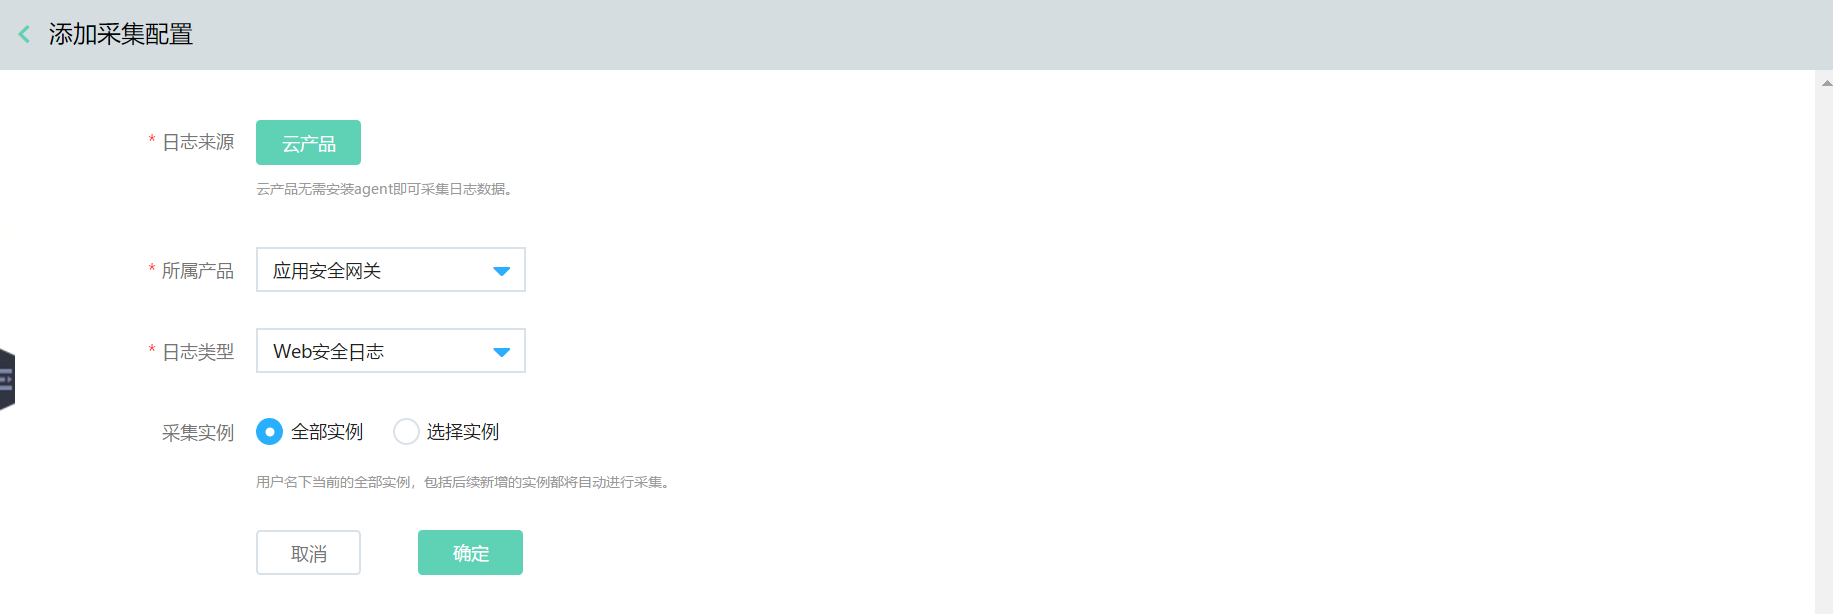 添加采集配置
* 日志来源 云产品
云产品无需安装agent即可采集日志数据。
* 所属产品 应用安全网关
* 日志类型 Web安全日志
采集实例 全部实例 选择实例
用户名下当前的全部实例，包括后续新增的实例都将自动进行采集。
取消 确定